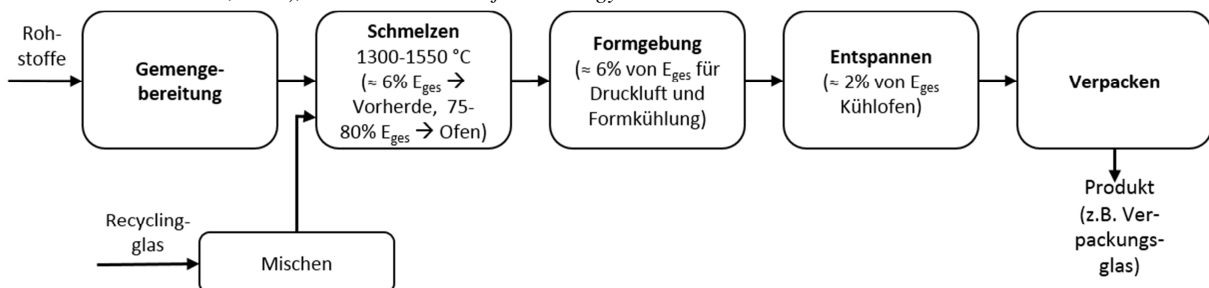 Roh-
stoffe
Gemenge-
bereitung
Schmelzen
1300-1550 °C
(≈ 6% Eges →
Vorherde, 75-
80% Eges → Ofen)
Formgebung
(≈ 6% von Eges für
Druckluft und
Formkühlung)
Entspannen
(≈ 2% von Eges
Kühlofen)
Verpacken
Produkt
(z.B. Ver-
packungs-
glas)
Recycling-
glas
Mischen